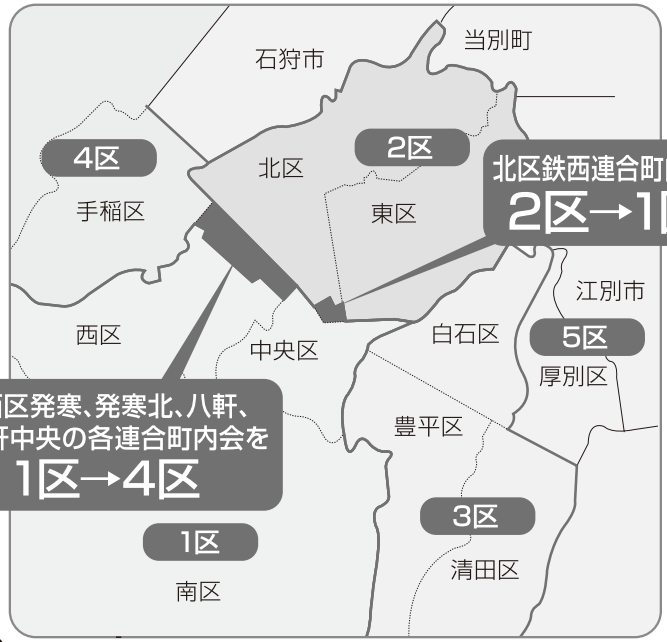 当別町
石狩市
4区
2区
北区
北区鉄西連合町
2区→1区
手稲区
東区
江別市
西区
中央区
白石区
5区
厚別区
西区発寒、発寒北、八軒、
軒中央の各連合町内会を
1区→4区
豊平区
3区
1区
清田区
南区